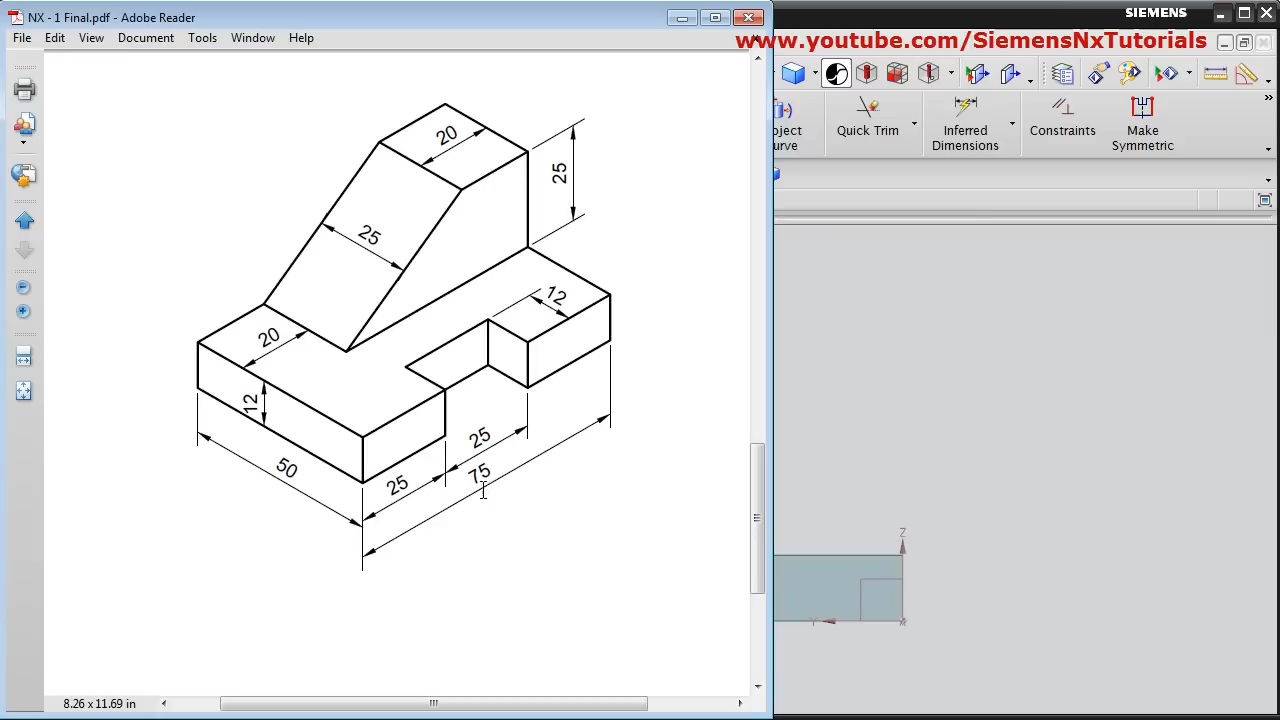 NX - 1 Final.pdf - Adobe Reader
SIEMENS
File Edit View Document Tools Window Help
www.youtube.com/SiemensNxTutorials
oject
urve
Quick Trim
Inferred
Dimensions
Constraints
Make
Symmetric
20
25
25
12
20
12
25
50
75
25
Z
Y
8.26 x 11.69 in